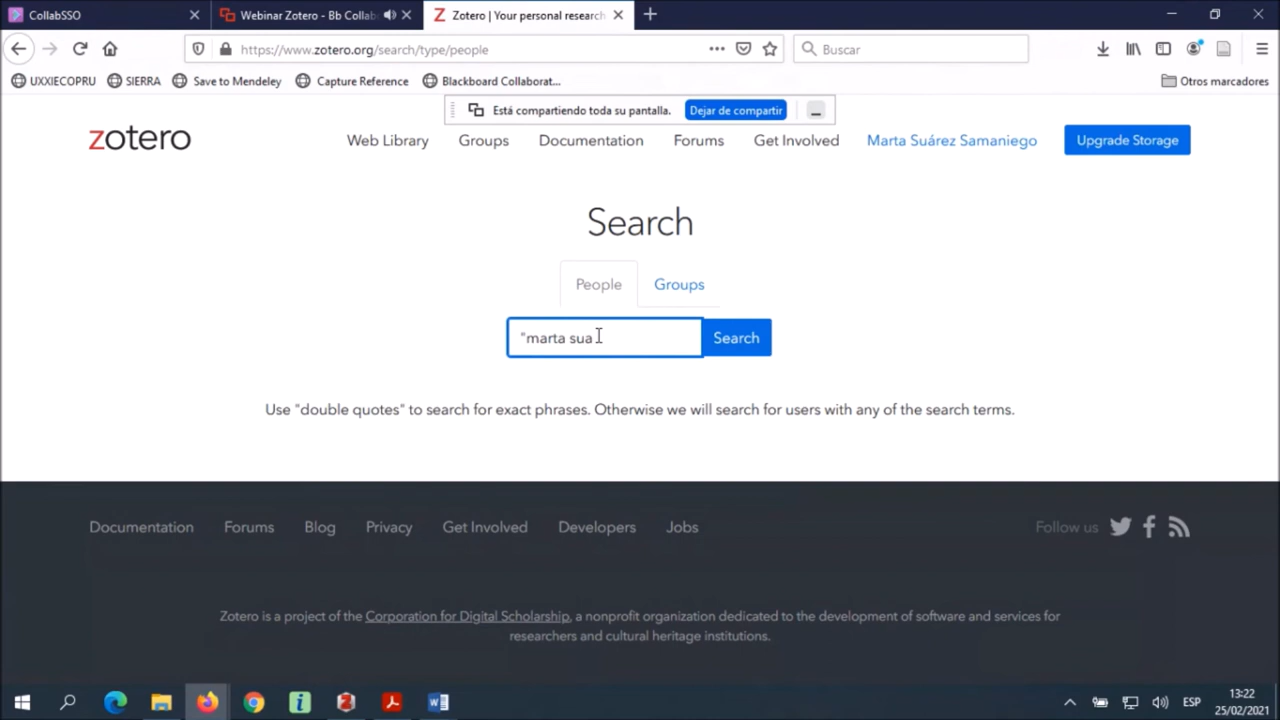 CollabSSO
Webinar Zotero - Bb Collab
Zotero | Your personal research
https://www.zotero.org/search/type/people
Buscar
UXXIECOPRU
SIERRA
Save to Mendeley
Capture Reference
Blackboard Collaborat...
Otros marcadores
Está compartiendo toda su pantalla.
Dejar de compartir
zotero
Web Library
Groups
Documentation
Forums
Get Involved
Marta Suárez Samaniego
Upgrade Storage
Search
People
Groups
"marta sua
Search
Use "double quotes" to search for exact phrases. Otherwise we will search for users with any of the search terms.
Documentation
Forums
Blog
Privacy
Get Involved
Developers
Jobs
Follow us
Zotero is a project of the Corporation for Digital Scholarship, a nonprofit organization dedicated to the development of software and services for
researchers and cultural heritage institutions.
ESP
13:22
25/02/2021